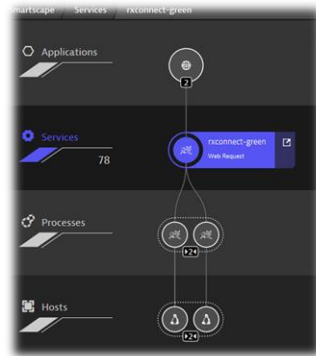 martscape Services rxconnect-green
Applications
2
Services
78
rxconnect-green
Web Request
Processes
2
Hosts
2